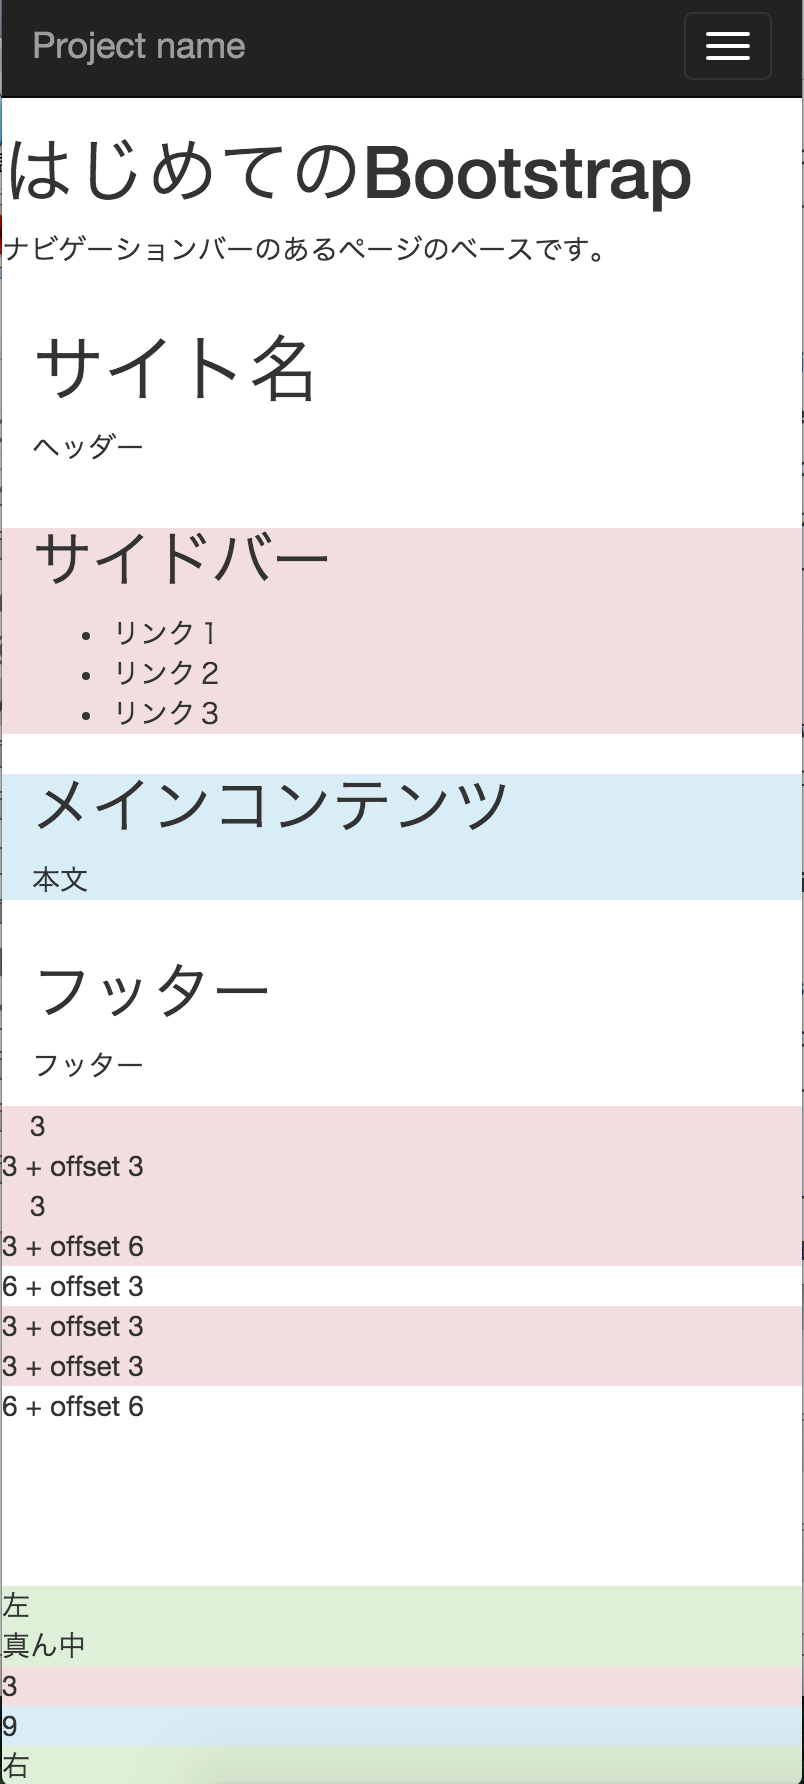 Project name
はじめてのBootstrap
ナビゲーションバーのあるページのベースです。
サイト名
ヘッダー
サイドバー
リンク１
リンク２
リンク３
メインコンテンツ
本文
フッター
フッター
3
3 + offset 3
3
3 + offset 6
6 + offset 3
3 + offset 3
3 + offset 3
6 + offset 6
左
真ん中
3
9
右